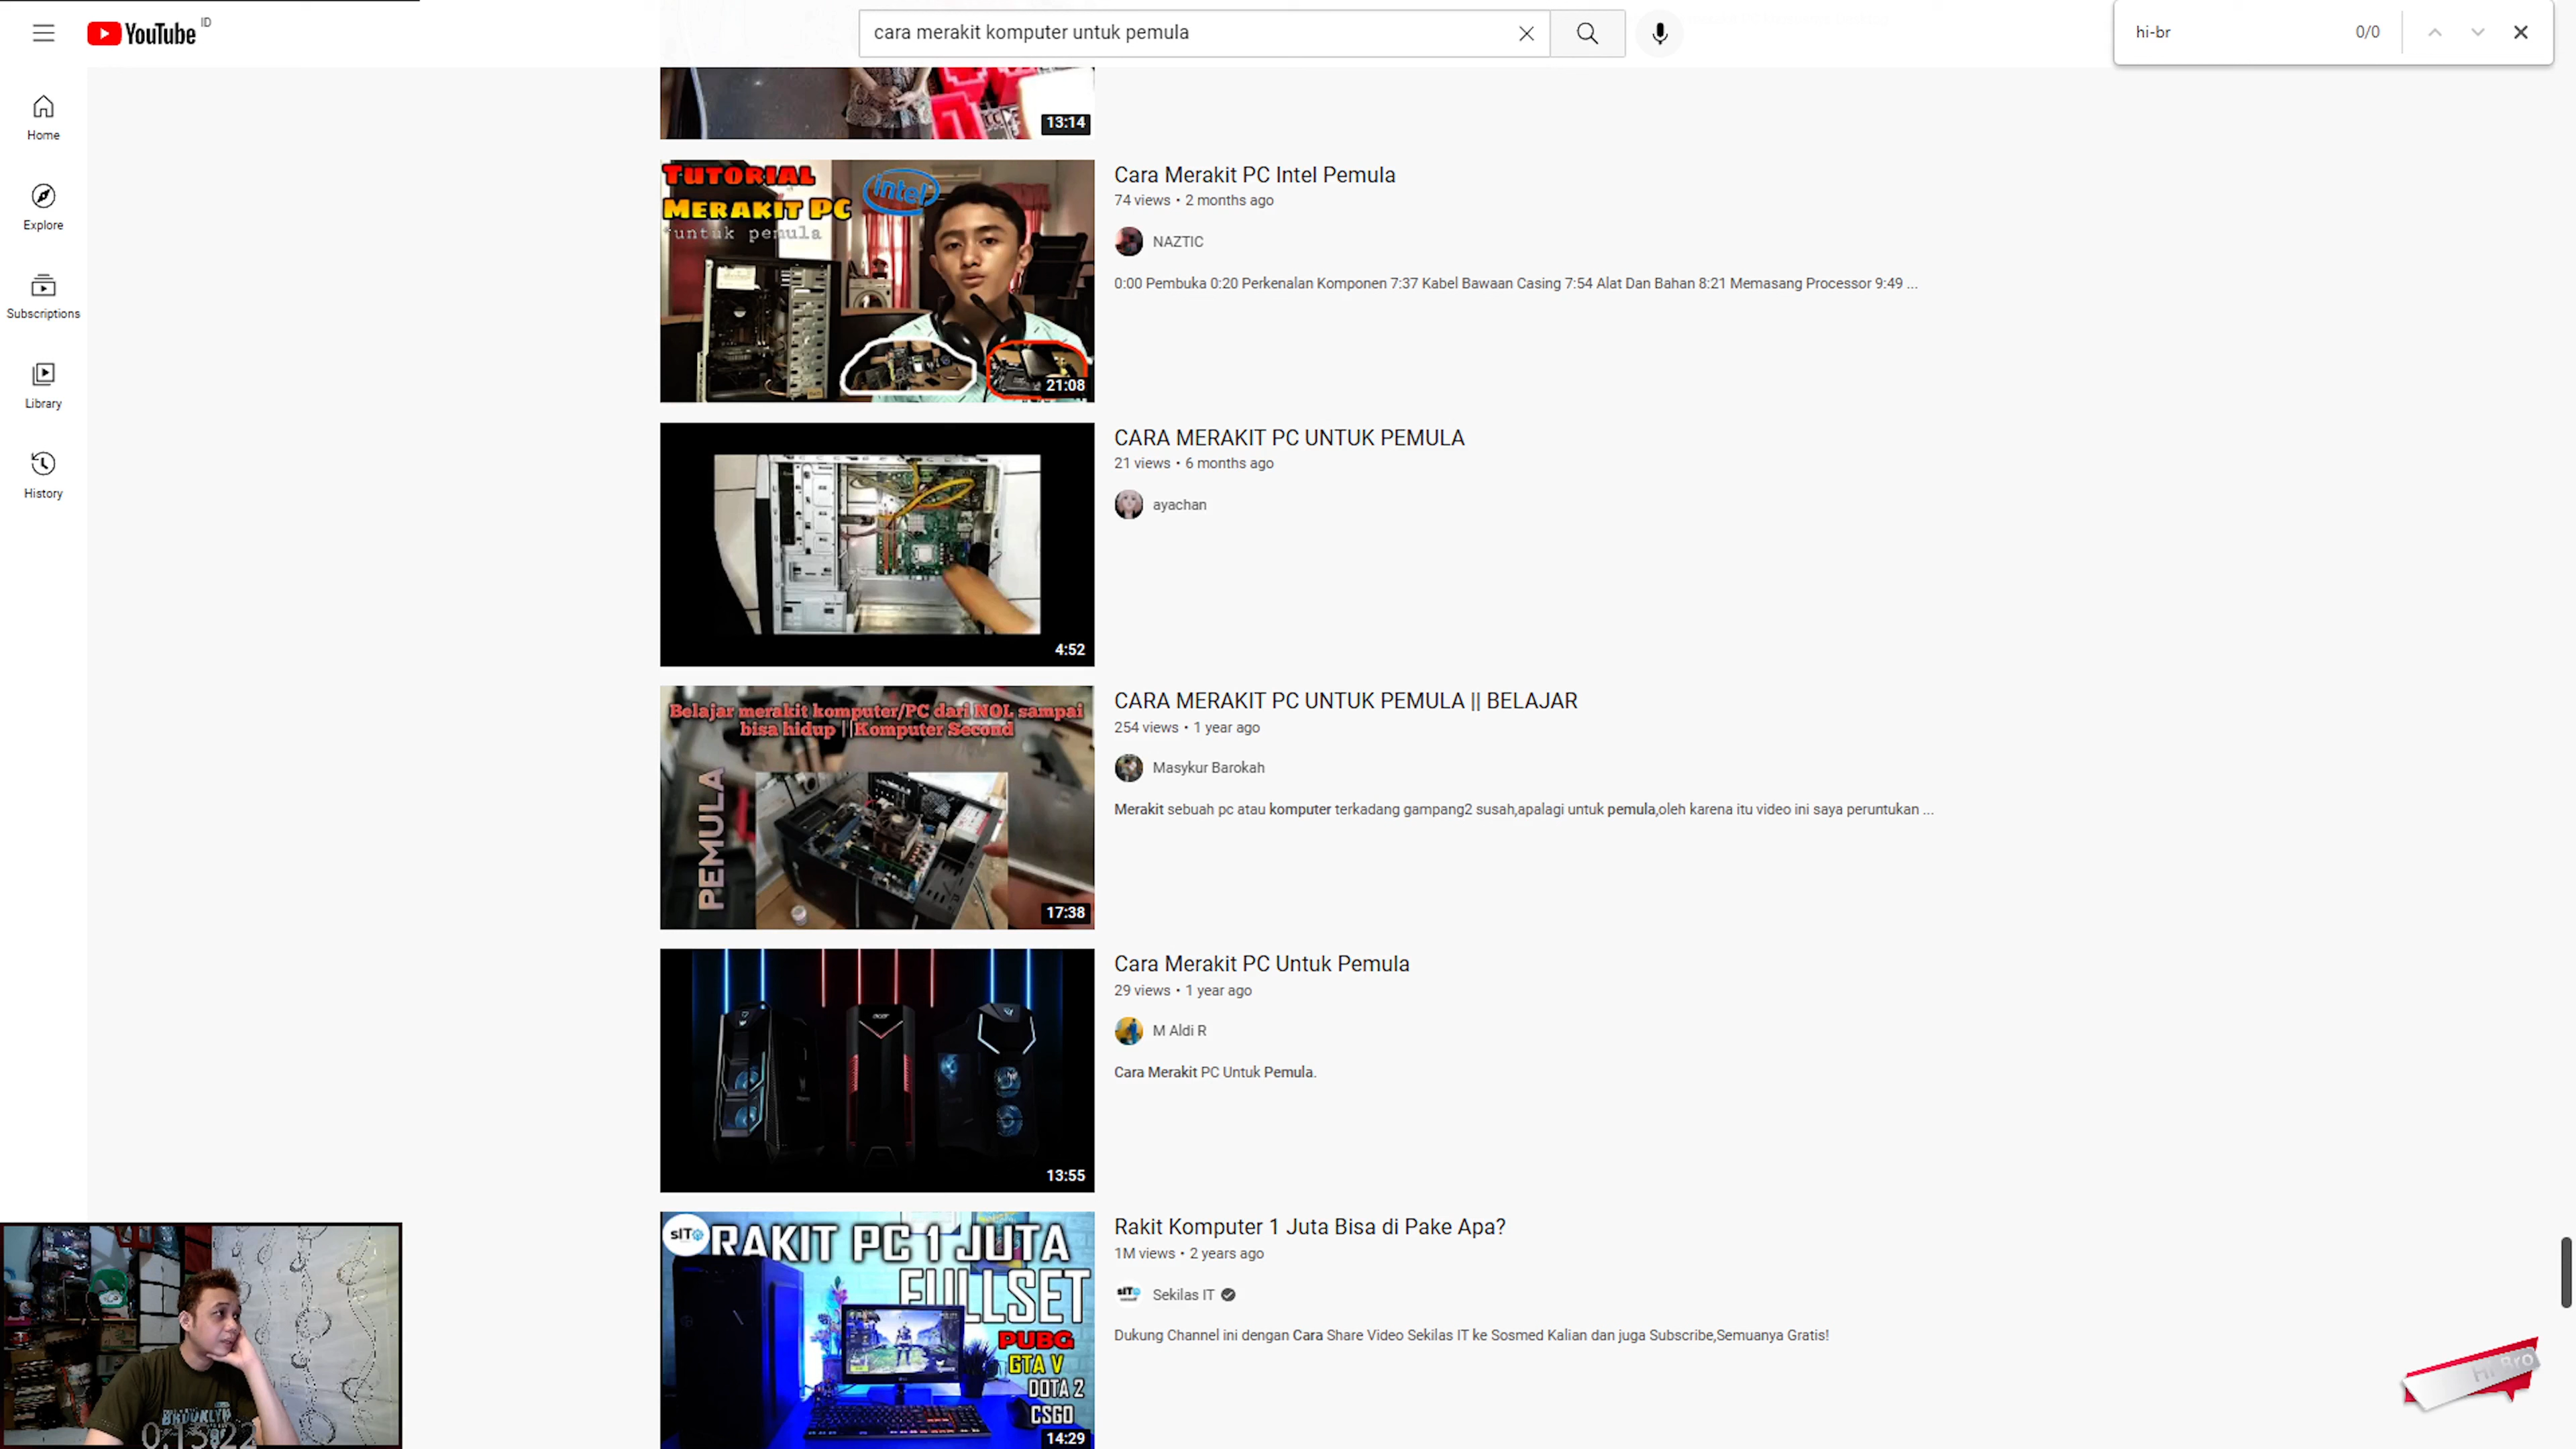 YouTube ID
cara merakit komputer untuk pemula
hi-br
0/0
Home
Explore
Subscriptions
Library
History
13:14
TUTORIAL
MERAKIT PC
*untuk pemula
intel
21:08
Cara Merakit PC Intel Pemula
74 views • 2 months ago
NAZTIC
0:00 Pembuka 0:20 Perkenalan Komponen 7:37 Kabel Bawaan Casing 7:54 Alat Dan Bahan 8:21 Memasang Processor 9:49 ...
4:52
CARA MERAKIT PC UNTUK PEMULA
21 views • 6 months ago
ayachan
Belajar merakit komputer/PC dari NOL sampai
bisa hidup ||Komputer Second
PEMULA
17:38
CARA MERAKIT PC UNTUK PEMULA || BELAJAR
254 views • 1 year ago
Masykur Barokah
Merakit sebuah pc atau komputer terkadang gampang2 susah,apalagi untuk pemula,oleh karena itu video ini saya peruntukan ...
acer
13:55
Cara Merakit PC Untuk Pemula
29 views • 1 year ago
M Aldi R
Cara Merakit PC Untuk Pemula.
sIT
RAKIT PC 1 JUTA
FULLSET
PUBG
GTA V
DOTA 2
CSGO
14:29
Rakit Komputer 1 Juta Bisa di Pake Apa?
1M views • 2 years ago
sIT
Sekilas IT
Dukung Channel ini dengan Cara Share Video Sekilas IT ke Sosmed Kalian dan juga Subscribe,Semuanya Gratis!
BROOKLYN
0:13:22
Hi Bro